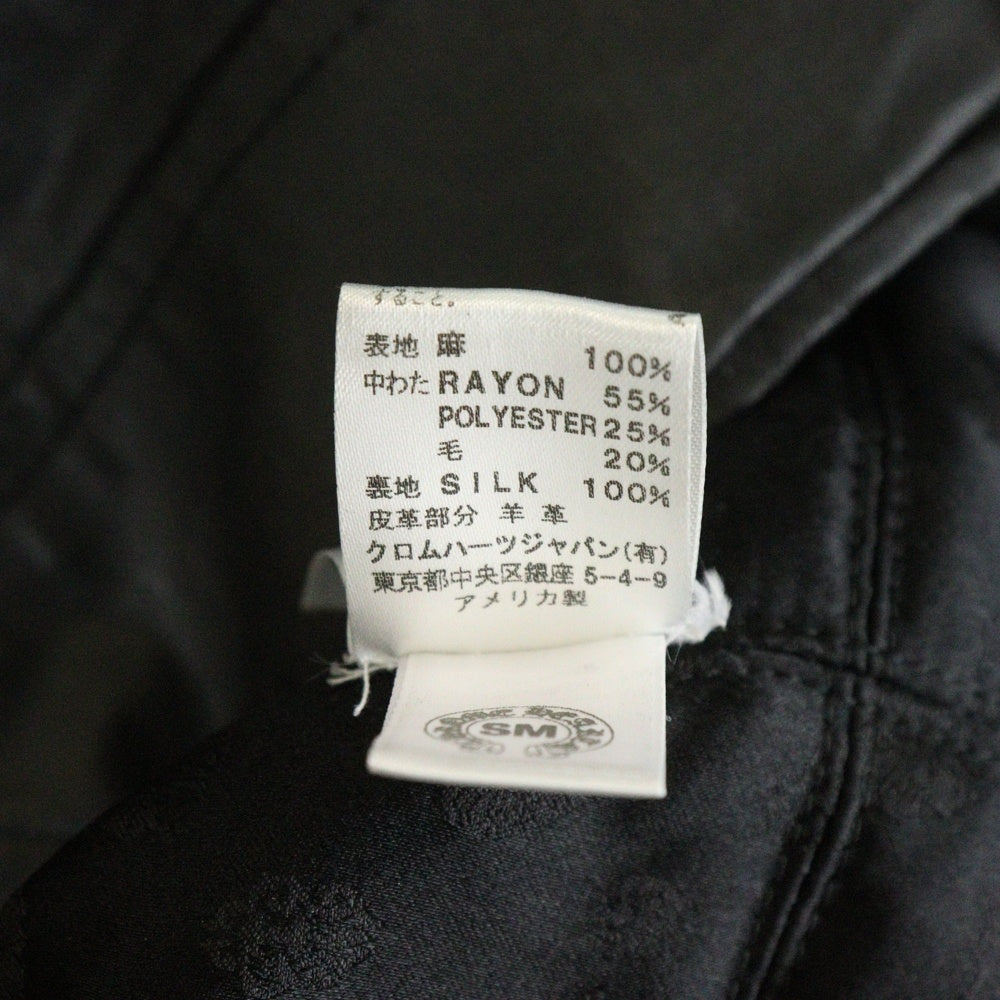 すること。
表地 麻 100%
中わた RAYON 55%
POLYESTER 25%
毛 20%
裏地 SILK 100%
皮革部分 羊革
クロムハーツジャパン(有)
東京都中央区銀座 5-4-9
アメリカ製
SM